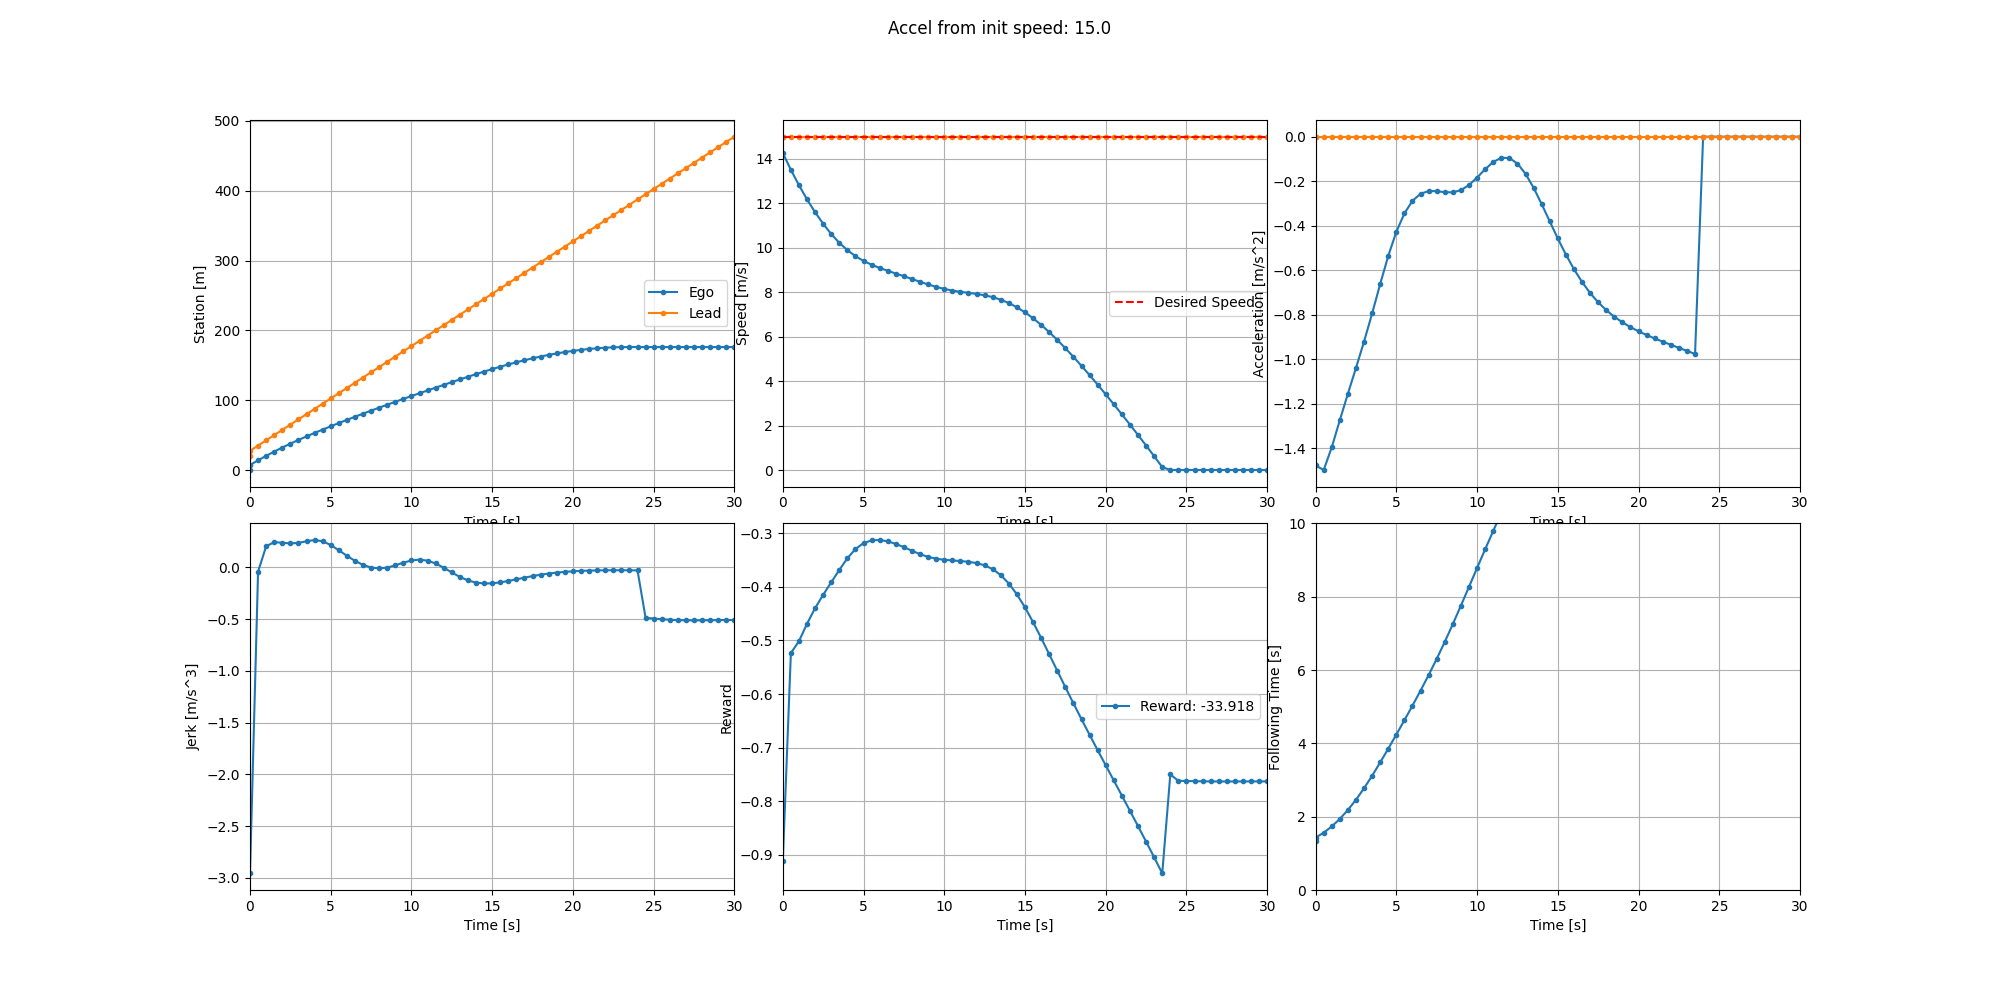 Accel from init speed: 15.0
Station [m]
500
400
300
200
100
0
Ego
Lead
0 5 10 15 20 25 30
Time [s]
Speed [m/s]
14
12
10
8
6
4
2
0
Desired Speed
0 5 10 15 20 25 30
Time [s]
Acceleration [m/s^2]
0.0
−0.2
−0.4
−0.6
−0.8
−1.0
−1.2
−1.4
0 5 10 15 20 25 30
Time [s]
Jerk [m/s^3]
0.0
−0.5
−1.0
−1.5
−2.0
−2.5
−3.0
0 5 10 15 20 25 30
Time [s]
Reward
−0.3
−0.4
−0.5
−0.6
−0.7
−0.8
−0.9
Reward: -33.918
0 5 10 15 20 25 30
Time [s]
Following Time [s]
10
8
6
4
2
0
0 5 10 15 20 25 30
Time [s]